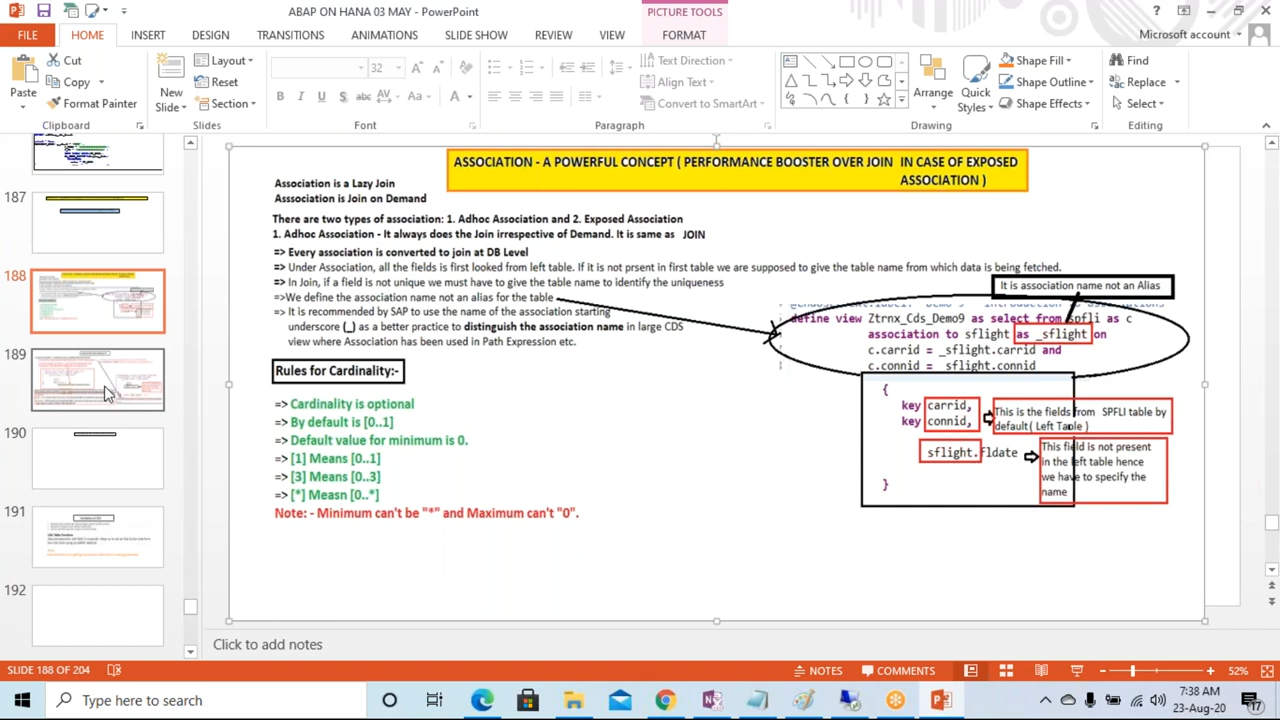 ABAP ON HANA 03 MAY - PowerPoint
PICTURE TOOLS
FILE HOME INSERT DESIGN TRANSITIONS ANIMATIONS SLIDE SHOW REVIEW VIEW FORMAT
Microsoft account
Paste
Cut
Copy
Format Painter
Clipboard
New Slide
Layout
Reset
Section
Slides
32
Font
Text Direction
Align Text
Convert to SmartArt
Paragraph
Arrange
Quick Styles
Shape Fill
Shape Outline
Shape Effects
Drawing
Find
Replace
Select
Editing
187
188
189
190
191
192
ASSOCIATION - A POWERFUL CONCEPT ( PERFORMANCE BOOSTER OVER JOIN IN CASE OF EXPOSED
ASSOCIATION )
Association is a Lazy Join
Asssociation is Join on Demand
There are two types of association: 1. Adhoc Association and 2. Exposed Association
1. Adhoc Association - It always does the Join irrespective of Demand. It is same as JOIN
=> Every association is converted to join at DB Level
=> Under Association, all the fields is first looked from left table. If it is not prsent in first table we are supposed to give the table name from which data is being fetched.
=> In Join, if a field is not unique we must have to give the table name to identify the uniqueness
=>We define the association name not an alias for the table
=> It is recommended by SAP to use the name of the association starting
underscore (_) as a better practice to distinguish the association name in large CDS
view where Association has been used in Path Expression etc.
It is association name not an Alias
define view Ztrnx_Cds_Demo9 as select from spfli as c
association to sflight as _sflight on
c.carrid = _sflight.carrid and
c.connid = _sflight.connid
{
key carrid,
key connid,
This is the fields from SPFLI table by
default( Left Table )
sflight.fldate
This field is not present
in the left table hence
we have to specify the
name
}
Rules for Cardinality:-
=> Cardinality is optional
=> By default is [0..1]
=> Default value for minimum is 0.
=> [1] Means [0..1]
=> [3] Means [0..3]
=> [*] Measn [0..*]
Note: - Minimum can't be "*" and Maximum can't "0".
Click to add notes
SLIDE 188 OF 204
NOTES
COMMENTS
52%
Type here to search
7:38 AM
23-Aug-20
17